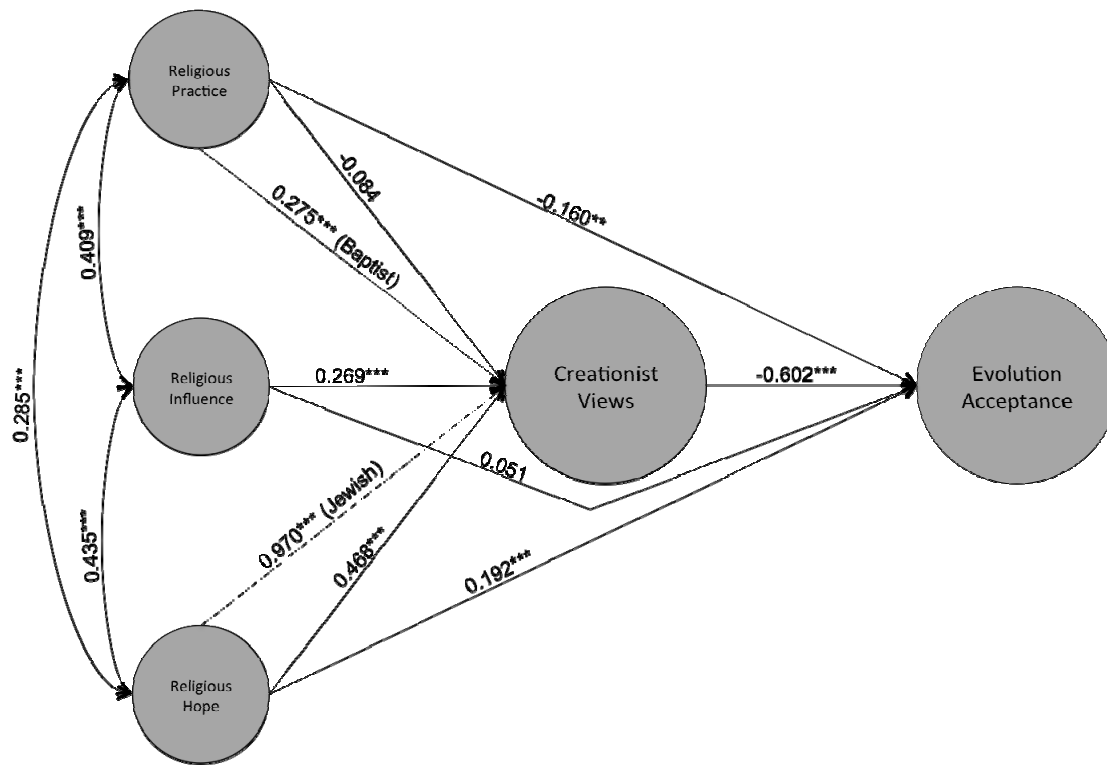 Religious
Practice
-0.084
-0.160**
0.275*** (Baptist)
0.409***
Religious
Influence
0.269***
Creationist
Views
-0.602***
Evolution
Acceptance
0.285***
0.051
0.970*** (Jewish)
0.468***
0.435***
0.192***
Religious
Hope